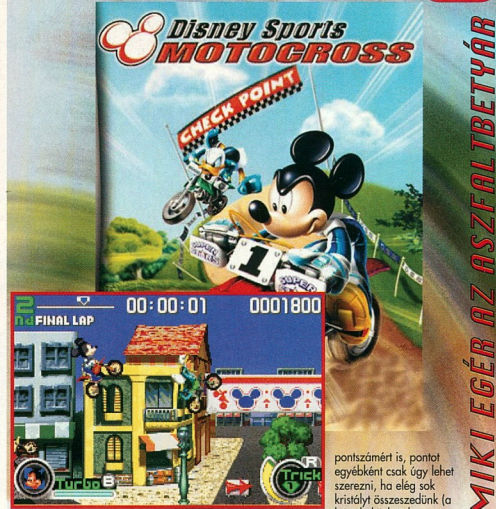 Disney Sports
MOTOCROSS
CHECK POINT
1
2nd FINAL LAP
00:00:01
0001800
Turbo B
R
Trick
pontszámért is, pontot
egyébként csak úgy lehet
szerezni, ha elég sok
kristályt összeszedünk (a
MIKI EGÉR AZ ASZFALTBETYÁR